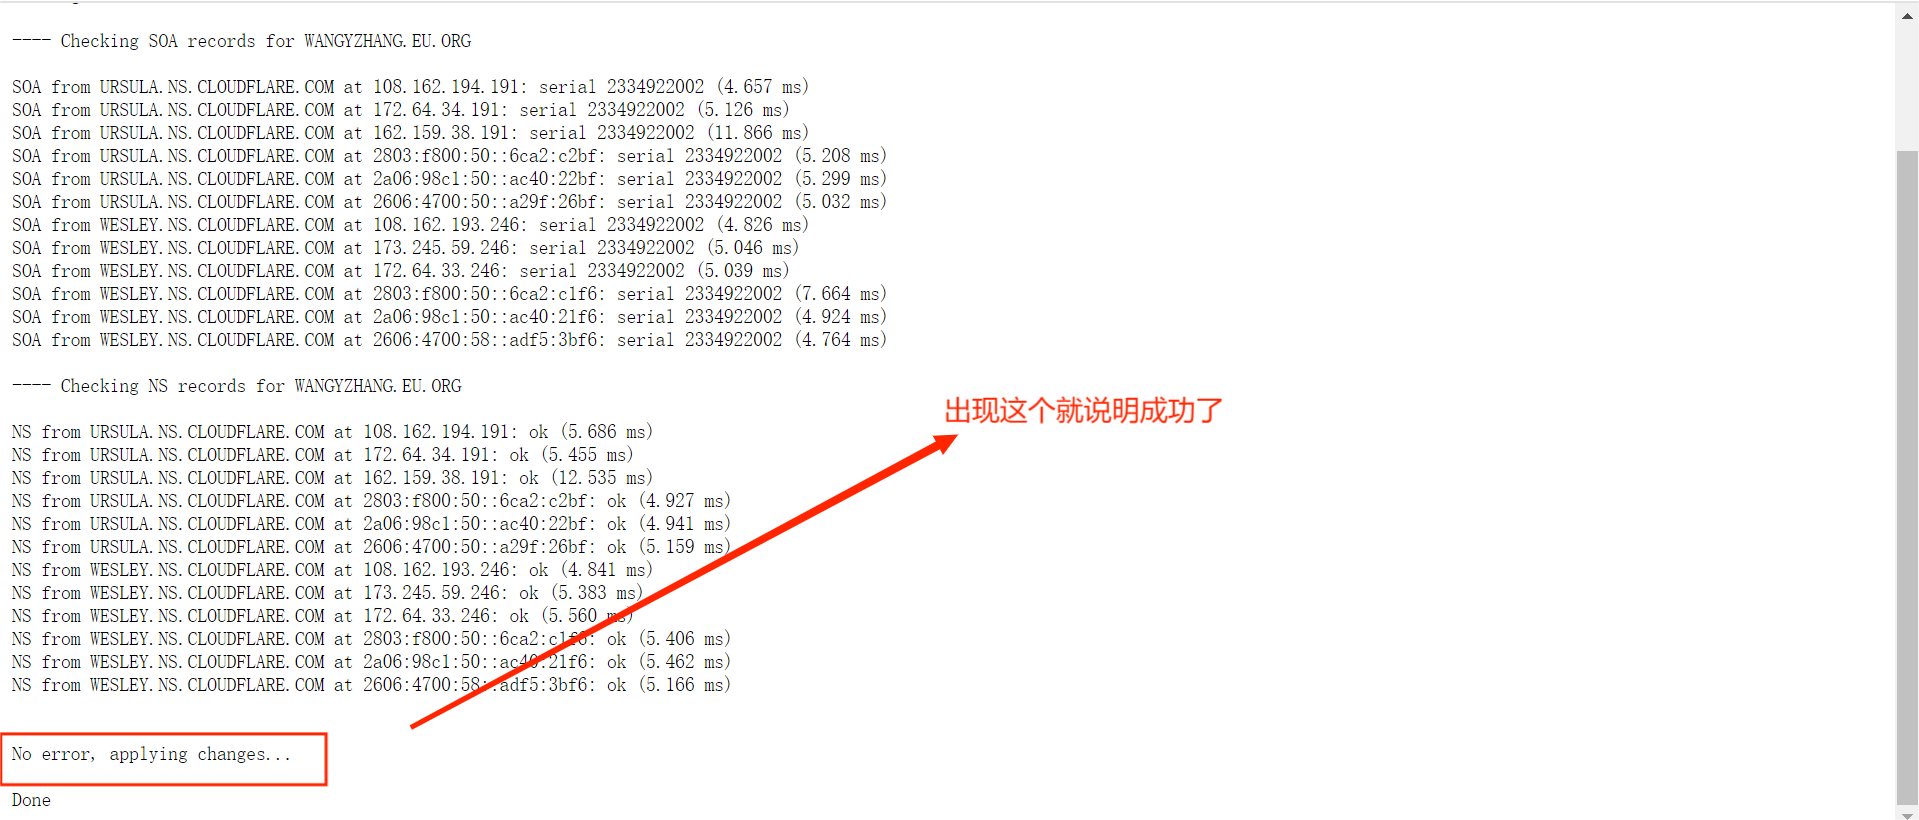 ---- Checking SOA records for WANGYZHANG.EU.ORG
SOA from URSULA.NS.CLOUDFLARE.COM at 108.162.194.191: serial 2334922002 (4.657 ms)
SOA from URSULA.NS.CLOUDFLARE.COM at 172.64.34.191: serial 2334922002 (5.126 ms)
SOA from URSULA.NS.CLOUDFLARE.COM at 162.159.38.191: serial 2334922002 (11.866 ms)
SOA from URSULA.NS.CLOUDFLARE.COM at 2803:f800:50::6ca2:c2bf: serial 2334922002 (5.208 ms)
SOA from URSULA.NS.CLOUDFLARE.COM at 2a06:98c1:50::ac40:22bf: serial 2334922002 (5.299 ms)
SOA from URSULA.NS.CLOUDFLARE.COM at 2606:4700:50::a29f:26bf: serial 2334922002 (5.032 ms)
SOA from WESLEY.NS.CLOUDFLARE.COM at 108.162.193.246: serial 2334922002 (4.826 ms)
SOA from WESLEY.NS.CLOUDFLARE.COM at 173.245.59.246: serial 2334922002 (5.046 ms)
SOA from WESLEY.NS.CLOUDFLARE.COM at 172.64.33.246: serial 2334922002 (5.039 ms)
SOA from WESLEY.NS.CLOUDFLARE.COM at 2803:f800:50::6ca2:c1f6: serial 2334922002 (7.664 ms)
SOA from WESLEY.NS.CLOUDFLARE.COM at 2a06:98c1:50::ac40:21f6: serial 2334922002 (4.924 ms)
SOA from WESLEY.NS.CLOUDFLARE.COM at 2606:4700:58::adf5:3bf6: serial 2334922002 (4.764 ms)
---- Checking NS records for WANGYZHANG.EU.ORG
出现这个就说明成功了
NS from URSULA.NS.CLOUDFLARE.COM at 108.162.194.191: ok (5.686 ms)
NS from URSULA.NS.CLOUDFLARE.COM at 172.64.34.191: ok (5.455 ms)
NS from URSULA.NS.CLOUDFLARE.COM at 162.159.38.191: ok (12.535 ms)
NS from URSULA.NS.CLOUDFLARE.COM at 2803:f800:50::6ca2:c2bf: ok (4.927 ms)
NS from URSULA.NS.CLOUDFLARE.COM at 2a06:98c1:50::ac40:22bf: ok (4.941 ms)
NS from URSULA.NS.CLOUDFLARE.COM at 2606:4700:50::a29f:26bf: ok (5.159 ms)
NS from WESLEY.NS.CLOUDFLARE.COM at 108.162.193.246: ok (4.841 ms)
NS from WESLEY.NS.CLOUDFLARE.COM at 173.245.59.246: ok (5.383 ms)
NS from WESLEY.NS.CLOUDFLARE.COM at 172.64.33.246: ok (5.560 ms)
NS from WESLEY.NS.CLOUDFLARE.COM at 2803:f800:50::6ca2:c1f6: ok (5.406 ms)
NS from WESLEY.NS.CLOUDFLARE.COM at 2a06:98c1:50::ac40:21f6: ok (5.462 ms)
NS from WESLEY.NS.CLOUDFLARE.COM at 2606:4700:58::adf5:3bf6: ok (5.166 ms)
No error, applying changes...
Done